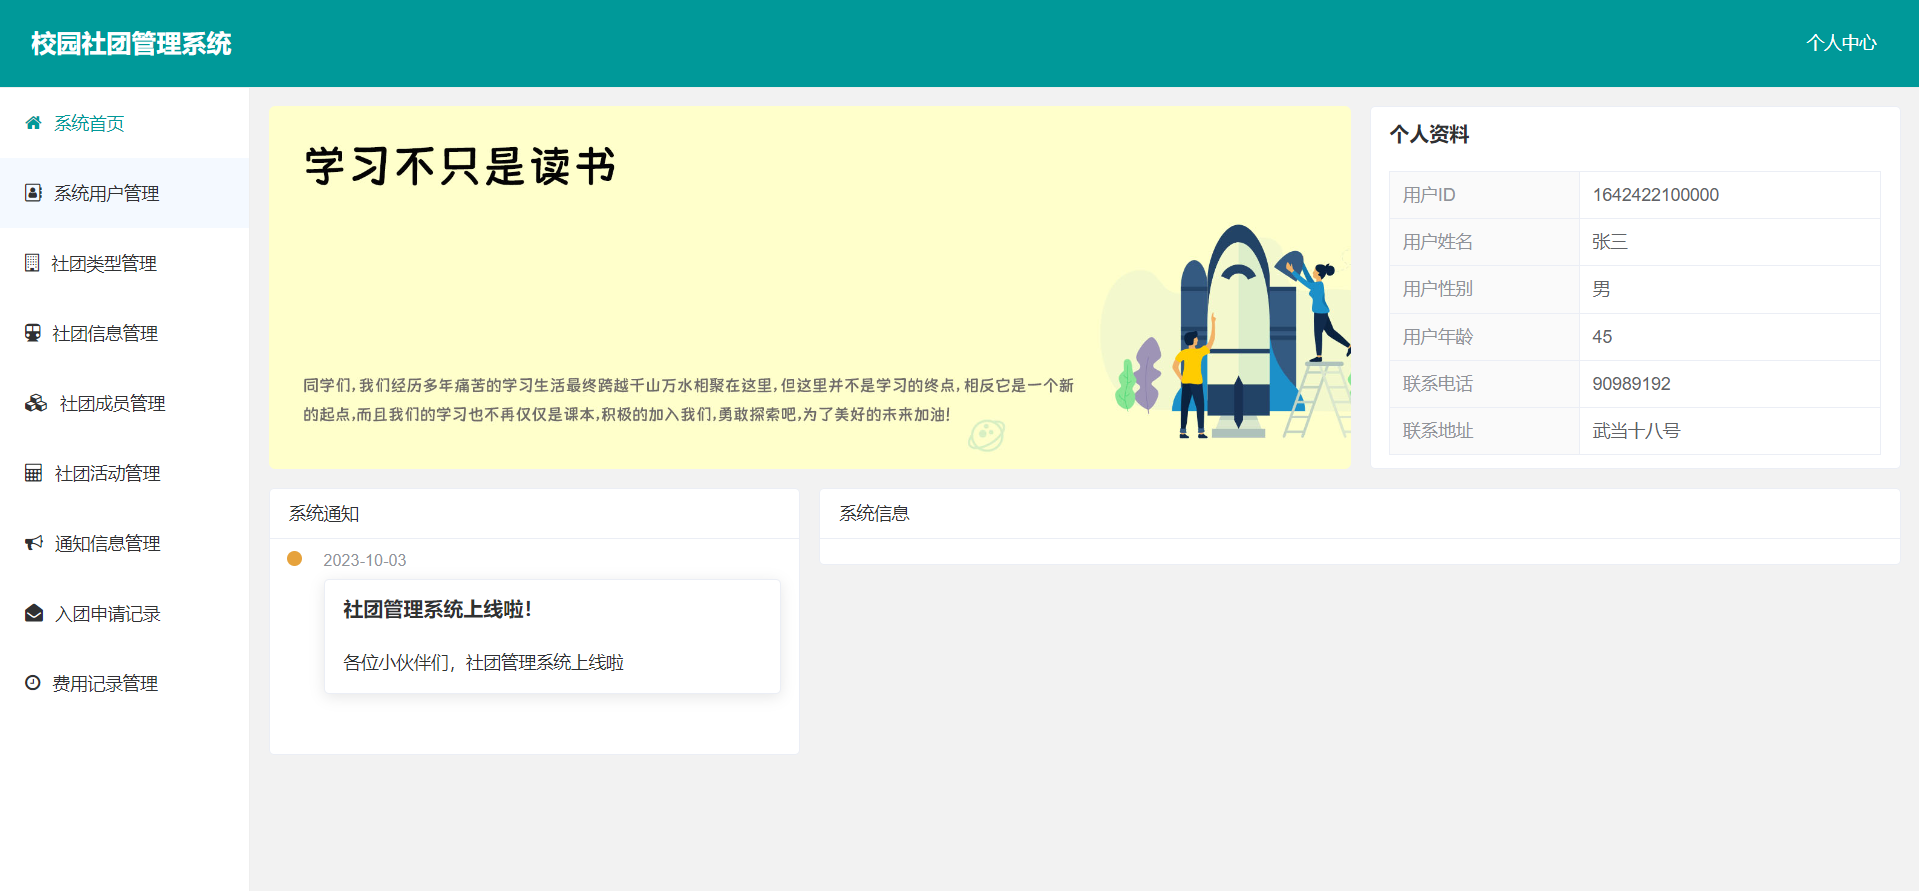 校园社团管理系统
个人中心
系统首页
系统用户管理
社团类型管理
社团信息管理
社团成员管理
社团活动管理
通知信息管理
入团申请记录
费用记录管理
学习不只是读书
同学们,我们经历多年痛苦的学习生活最终跨越千山万水相聚在这里,但这里并不是学习的终点,相反它是一个新
的起点,而且我们的学习也不再仅仅是课本,积极的加入我们,勇敢探索吧,为了美好的未来加油!
个人资料
用户ID 1642422100000
用户姓名 张三
用户性别 男
用户年龄 45
联系电话 90989192
联系地址 武当十八号
系统通知
2023-10-03
社团管理系统上线啦！
各位小伙伴们，社团管理系统上线啦
系统信息